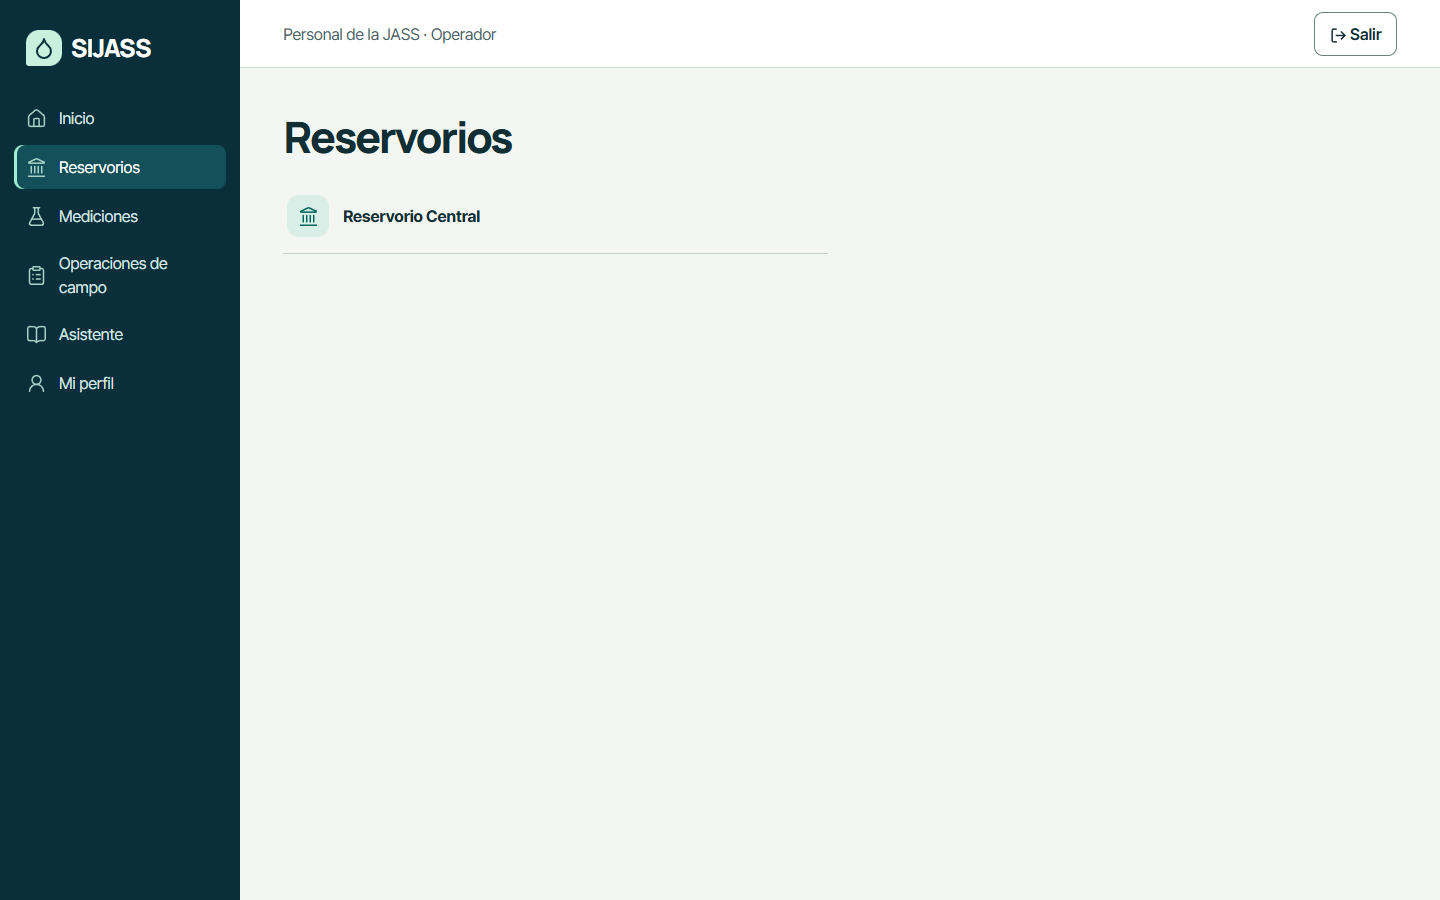 SIJASS
Inicio
Reservorios
Mediciones
Operaciones de
campo
Asistente
Mi perfil
Personal de la JASS · Operador
Salir
Reservorios
Reservorio Central